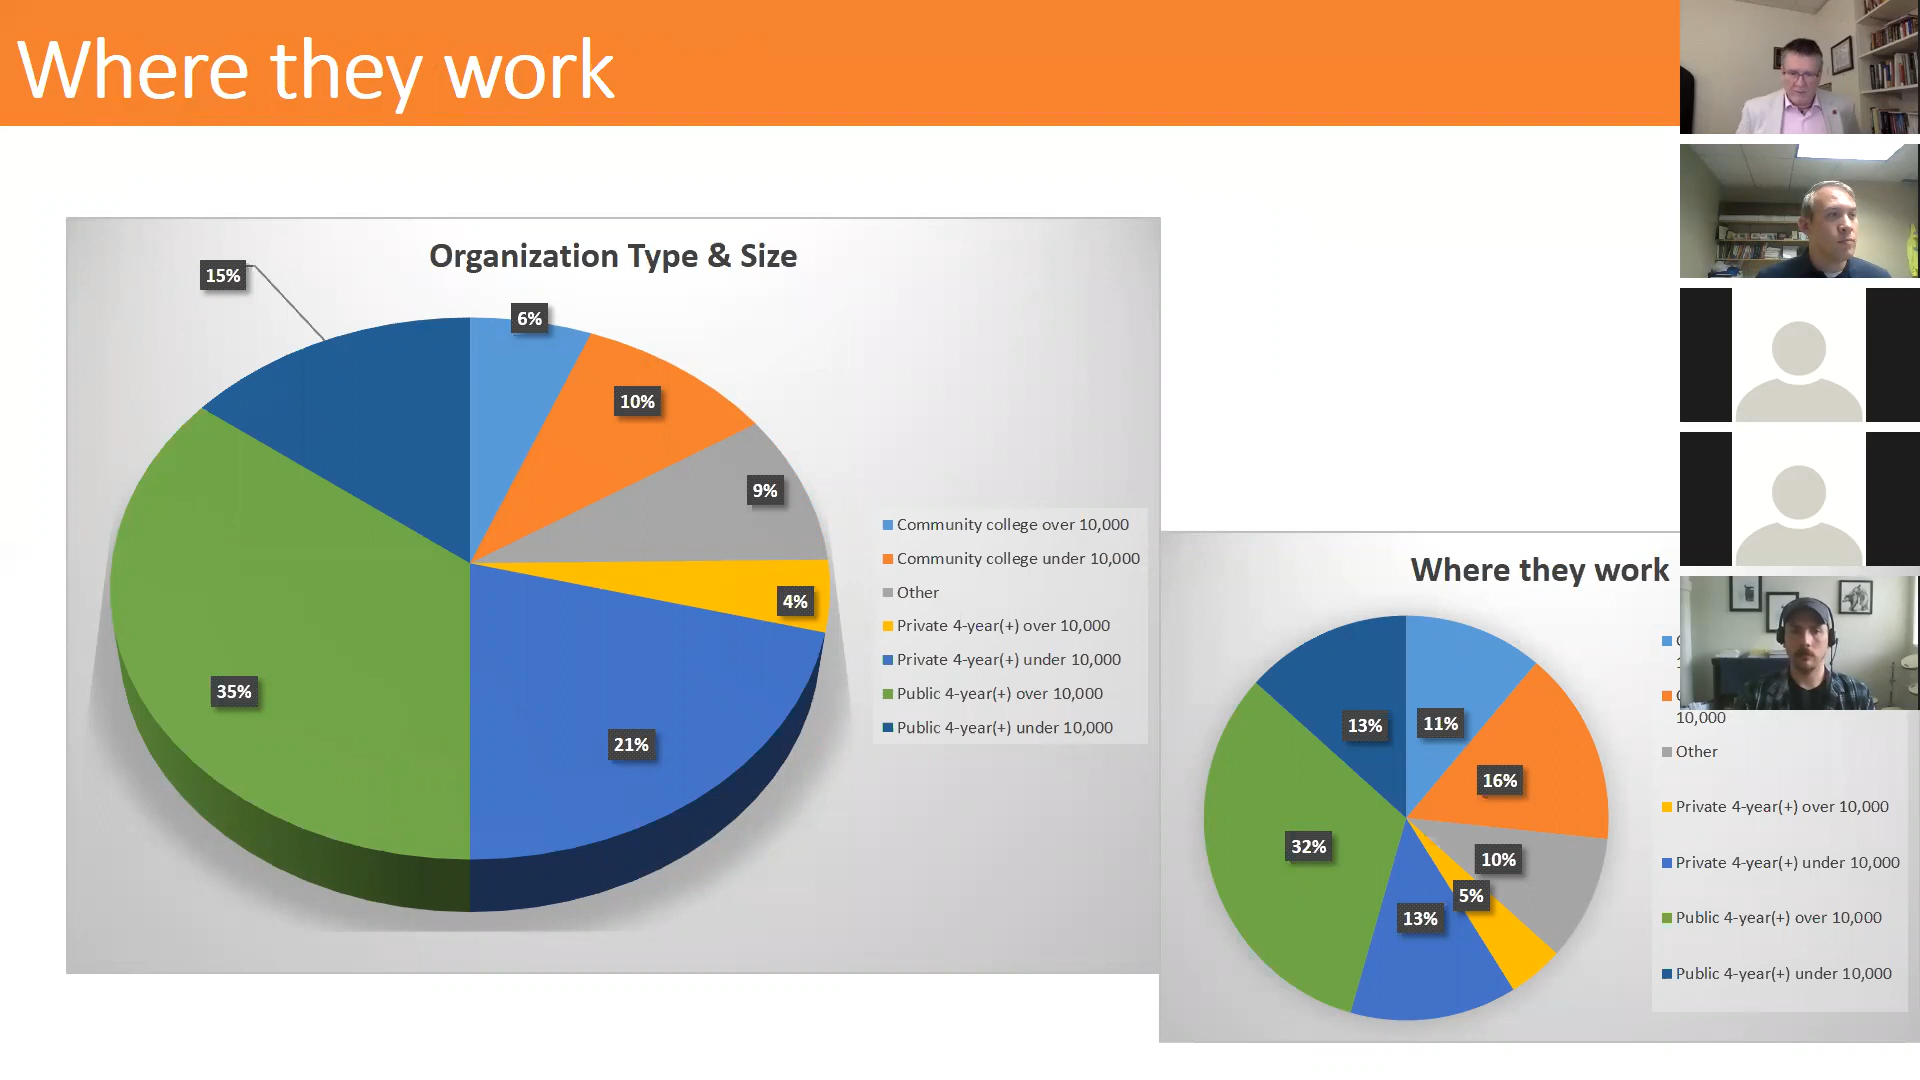 Where they work
Organization Type & Size
15%
6%
10%
9%
4%
35%
21%
Community college over 10,000
Community college under 10,000
Other
Private 4-year(+) over 10,000
Private 4-year(+) under 10,000
Public 4-year(+) over 10,000
Public 4-year(+) under 10,000
Where they work
13%
11%
16%
32%
10%
5%
13%
10,000
Other
Private 4-year(+) over 10,000
Private 4-year(+) under 10,000
Public 4-year(+) over 10,000
Public 4-year(+) under 10,000